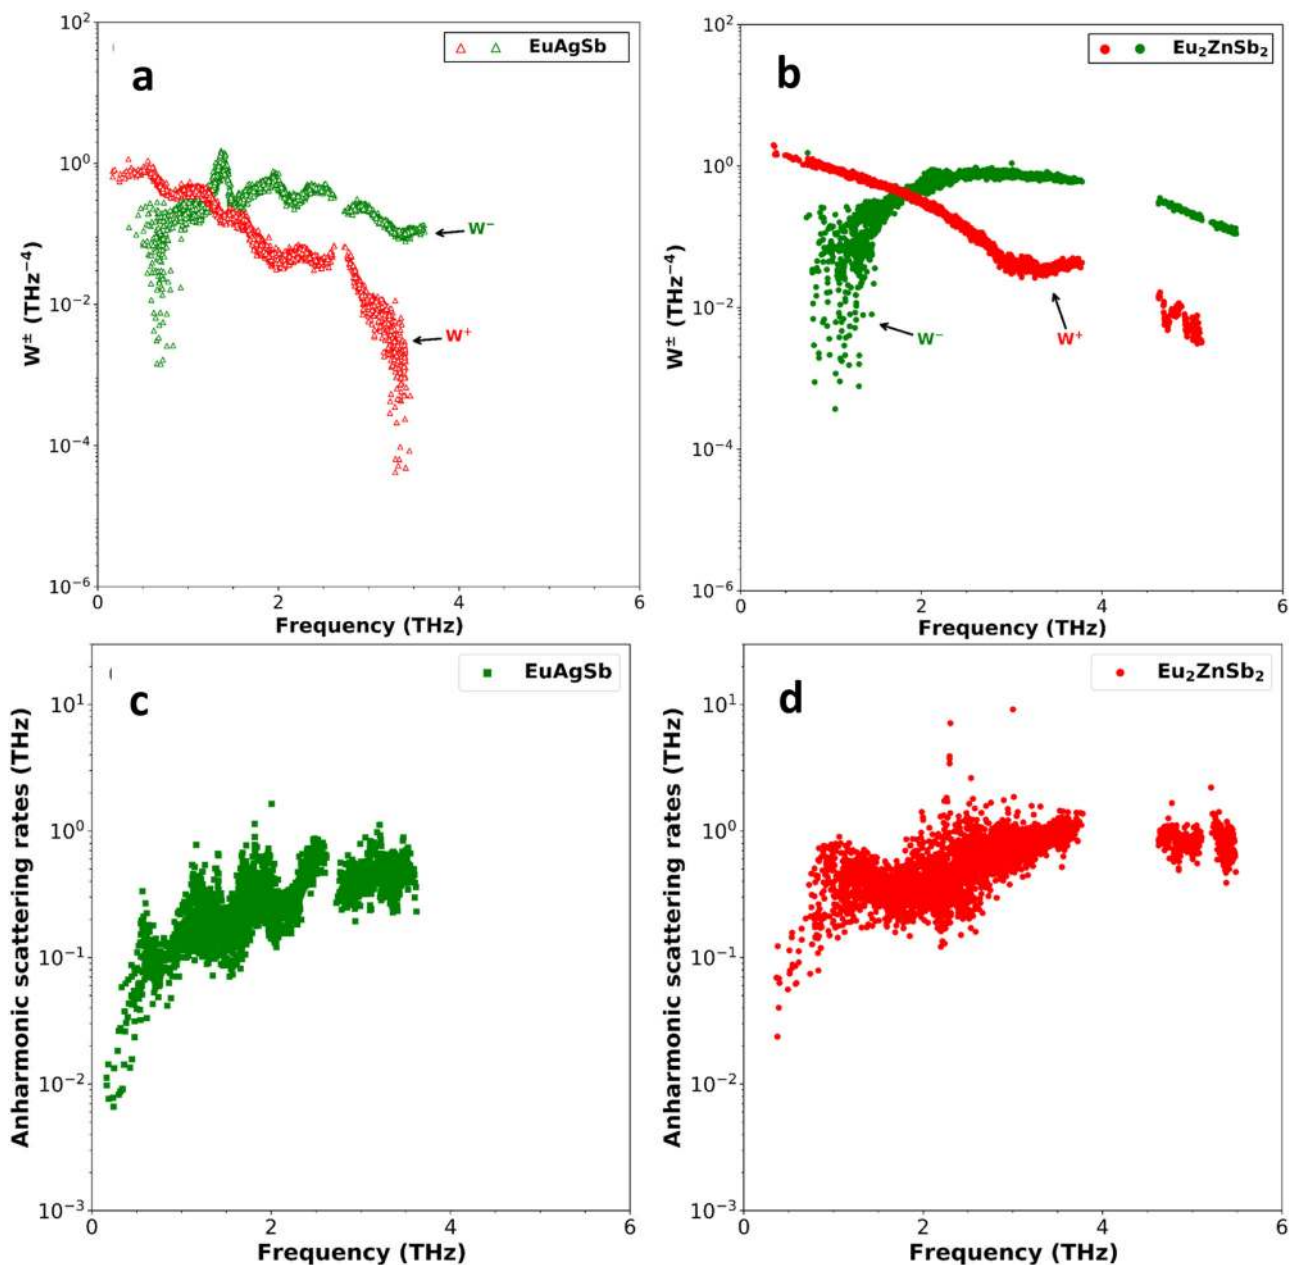 a
EuAgSb
10²
10⁰
10⁻²
10⁻⁴
10⁻⁶
W± (THz⁻⁴)
W⁻
W⁺
0
2
4
6
Frequency (THz)
b
Eu₂ZnSb₂
10²
10⁰
10⁻²
10⁻⁴
10⁻⁶
W± (THz⁻⁴)
W⁻
W⁺
0
2
4
6
Frequency (THz)
c
EuAgSb
10¹
10⁰
10⁻¹
10⁻²
10⁻³
Anharmonic scattering rates (THz)
0
2
4
6
Frequency (THz)
d
Eu₂ZnSb₂
10¹
10⁰
10⁻¹
10⁻²
10⁻³
Anharmonic scattering rates (THz)
0
2
4
6
Frequency (THz)